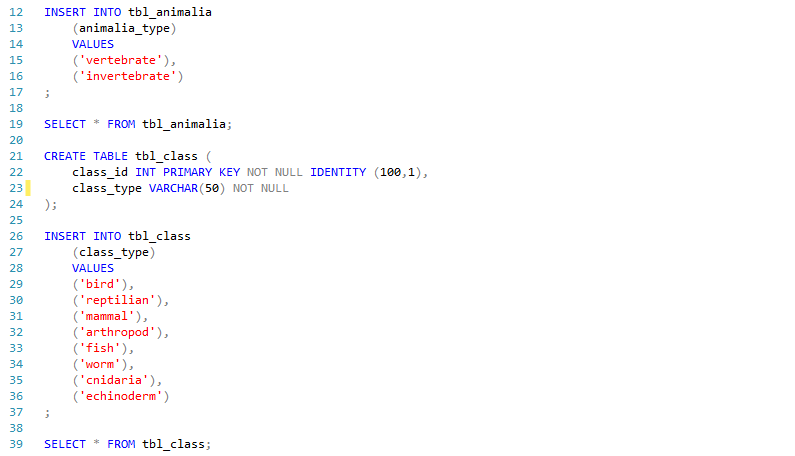 12 INSERT INTO tbl_animalia
13     (animalia_type)
14     VALUES
15     ('vertebrate'),
16     ('invertebrate')
17 ;
18
19 SELECT * FROM tbl_animalia;
20
21 CREATE TABLE tbl_class (
22     class_id INT PRIMARY KEY NOT NULL IDENTITY (100,1),
23     class_type VARCHAR(50) NOT NULL
24 );
25
26 INSERT INTO tbl_class
27     (class_type)
28     VALUES
29     ('bird'),
30     ('reptilian'),
31     ('mammal'),
32     ('arthropod'),
33     ('fish'),
34     ('worm'),
35     ('cnidaria'),
36     ('echinoderm')
37 ;
38
39 SELECT * FROM tbl_class;